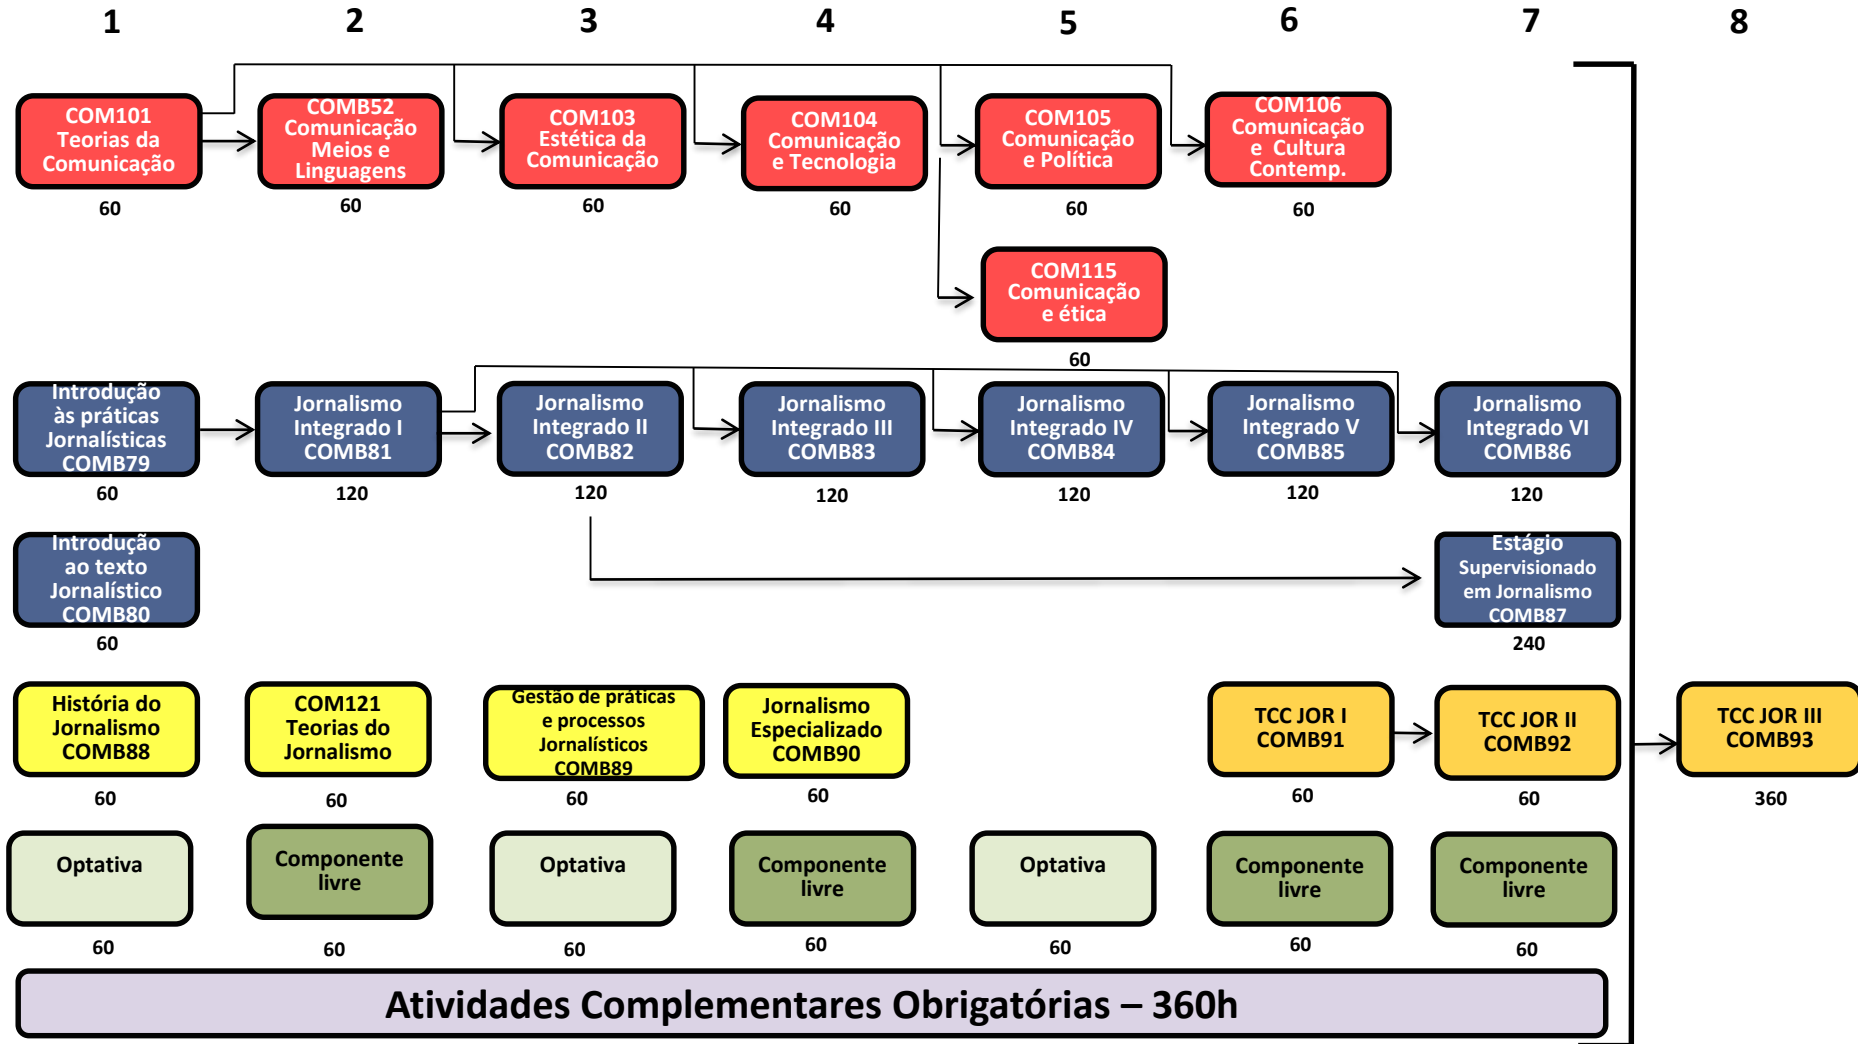 1 2 3 4 5 6 7 8
COM101
Teorias da
Comunicação
60
COMB52
Comunicação
Meios e
Linguagens
60
COM103
Estética da
Comunicação
60
COM104
Comunicação
e Tecnologia
60
COM105
Comunicação
e Política
60
COM106
Comunicação
e Cultura
Contemp.
60
COM115
Comunicação
e ética
60
Introdução
às práticas
Jornalísticas
COMB79
60
Jornalismo
Integrado I
COMB81
120
Jornalismo
Integrado II
COMB82
120
Jornalismo
Integrado III
COMB83
120
Jornalismo
Integrado IV
COMB84
120
Jornalismo
Integrado V
COMB85
120
Jornalismo
Integrado VI
COMB86
120
Introdução
ao texto
Jornalístico
COMB80
60
Estágio
Supervisionado
em Jornalismo
COMB87
240
História do
Jornalismo
COMB88
60
COM121
Teorias do
Jornalismo
60
Gestão de práticas
e processos
Jornalísticos
COMB89
60
Jornalismo
Especializado
COMB90
60
TCC JOR I
COMB91
60
TCC JOR II
COMB92
60
TCC JOR III
COMB93
360
Optativa
60
Componente
livre
60
Optativa
60
Componente
livre
60
Optativa
60
Componente
livre
60
Componente
livre
60
Atividades Complementares Obrigatórias – 360h